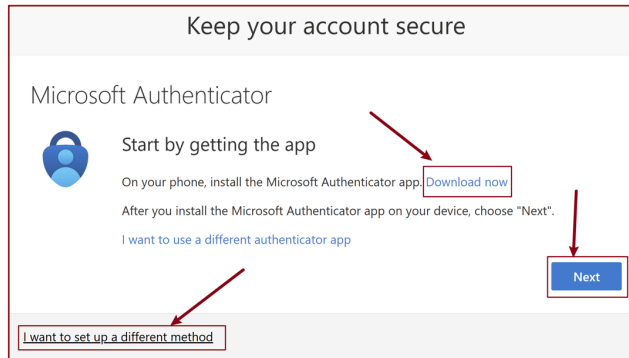 Keep your account secure
Microsoft Authenticator
Start by getting the app
On your phone, install the Microsoft Authenticator app. Download now
After you install the Microsoft Authenticator app on your device, choose "Next".
I want to use a different authenticator app
Next
I want to set up a different method